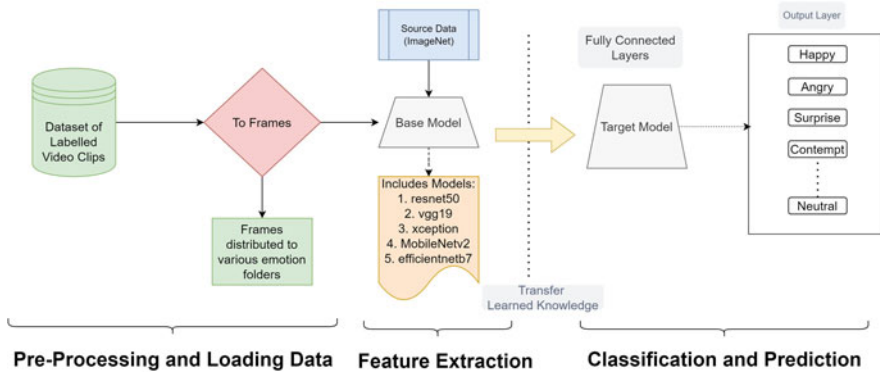 Dataset of
Labelled
Video Clips
To Frames
Frames
distributed to
various emotion
folders
Source Data
(ImageNet)
Base Model
Includes Models:
1. resnet50
2. vgg19
3. xception
4. MobileNetv2
5. efficientnetb7
Transfer
Learned Knowledge
Fully Connected
Layers
Target Model
Output Layer
Happy
Angry
Surprise
Contempt
Neutral
Pre-Processing and Loading Data
Feature Extraction
Classification and Prediction